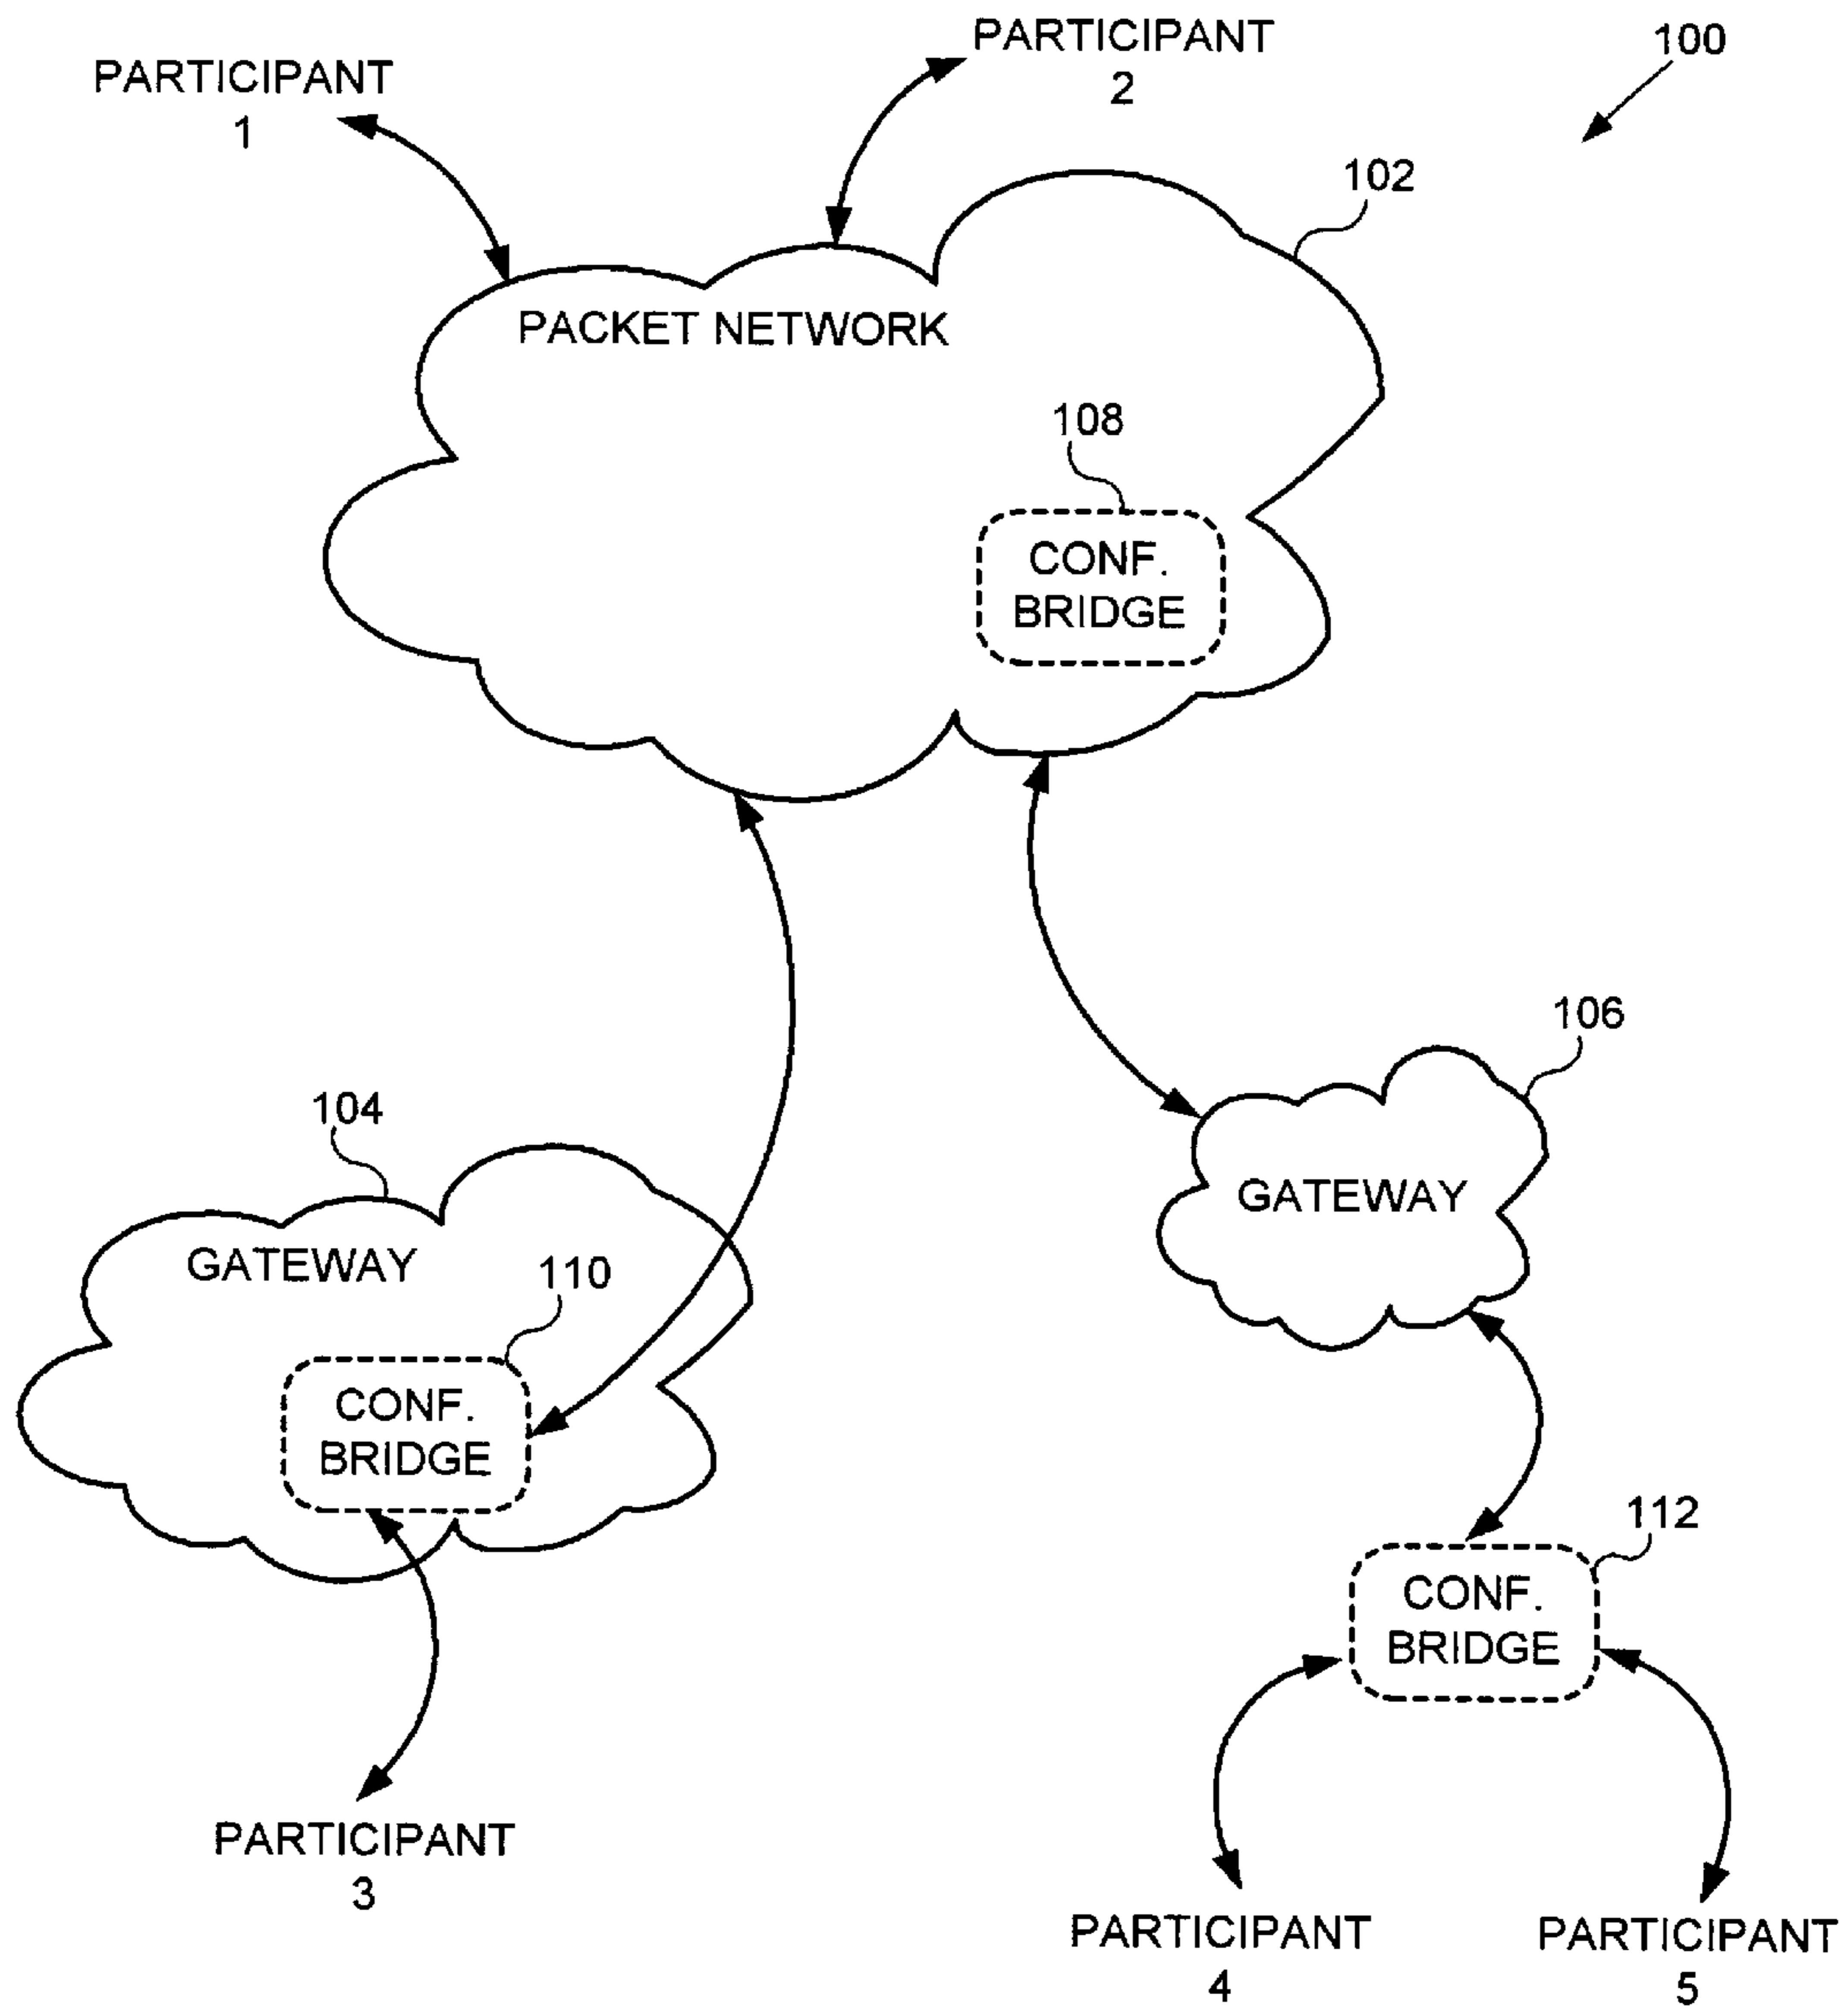 PARTICIPANT
1
PARTICIPANT
2
100
102
PACKET NETWORK
108
CONF.
BRIDGE
106
GATEWAY
104
GATEWAY
110
CONF.
BRIDGE
112
CONF.
BRIDGE
PARTICIPANT
3
PARTICIPANT
4
PARTICIPANT
5